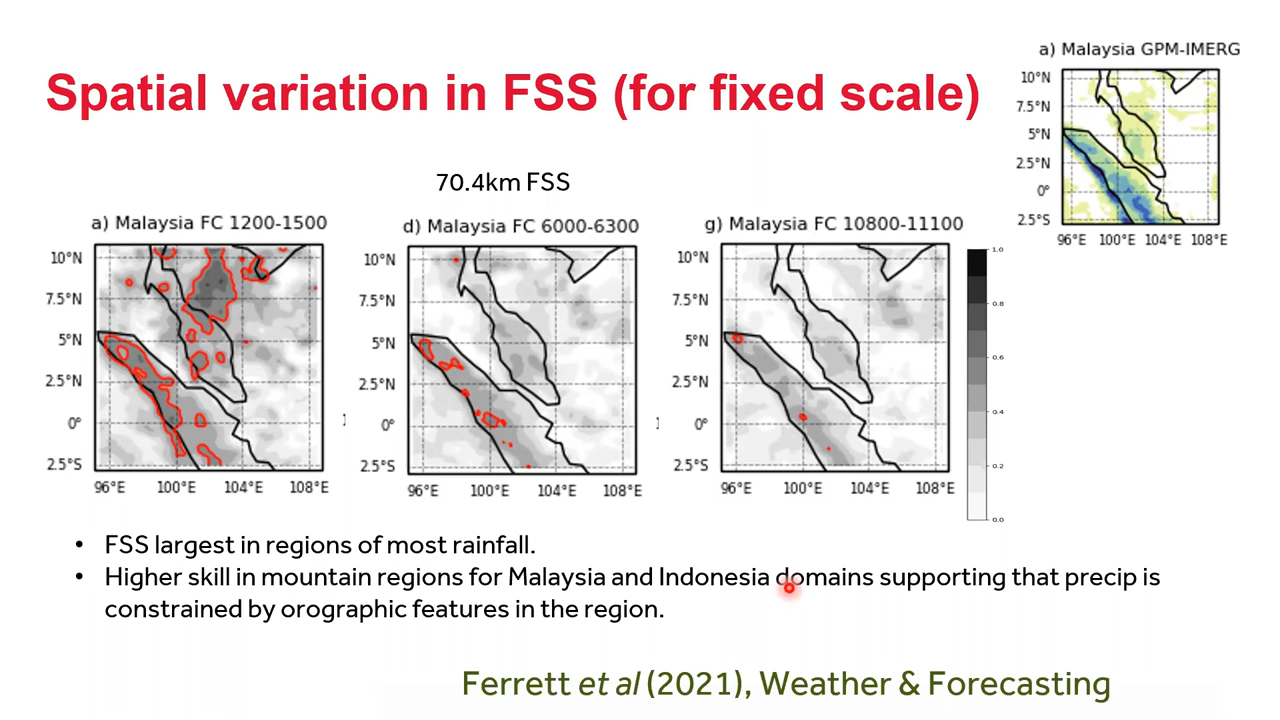 a) Malaysia GPM-IMERG
10°N
7.5°N
5°N
2.5°N
0°
2.5°S
96°E 100°E 104°E 108°E
Spatial variation in FSS (for fixed scale)
70.4km FSS
a) Malaysia FC 1200-1500
10°N
7.5°N
5°N
2.5°N
0°
2.5°S
96°E 100°E 104°E 108°E
d) Malaysia FC 6000-6300
10°N
7.5°N
5°N
2.5°N
0°
2.5°S
96°E 100°E 104°E 108°E
g) Malaysia FC 10800-11100
10°N
7.5°N
5°N
2.5°N
0°
2.5°S
96°E 100°E 104°E 108°E
1.0
0.8
0.6
0.4
0.2
0.0
• FSS largest in regions of most rainfall.
• Higher skill in mountain regions for Malaysia and Indonesia domains supporting that precip is
constrained by orographic features in the region.
Ferrett et al (2021), Weather & Forecasting